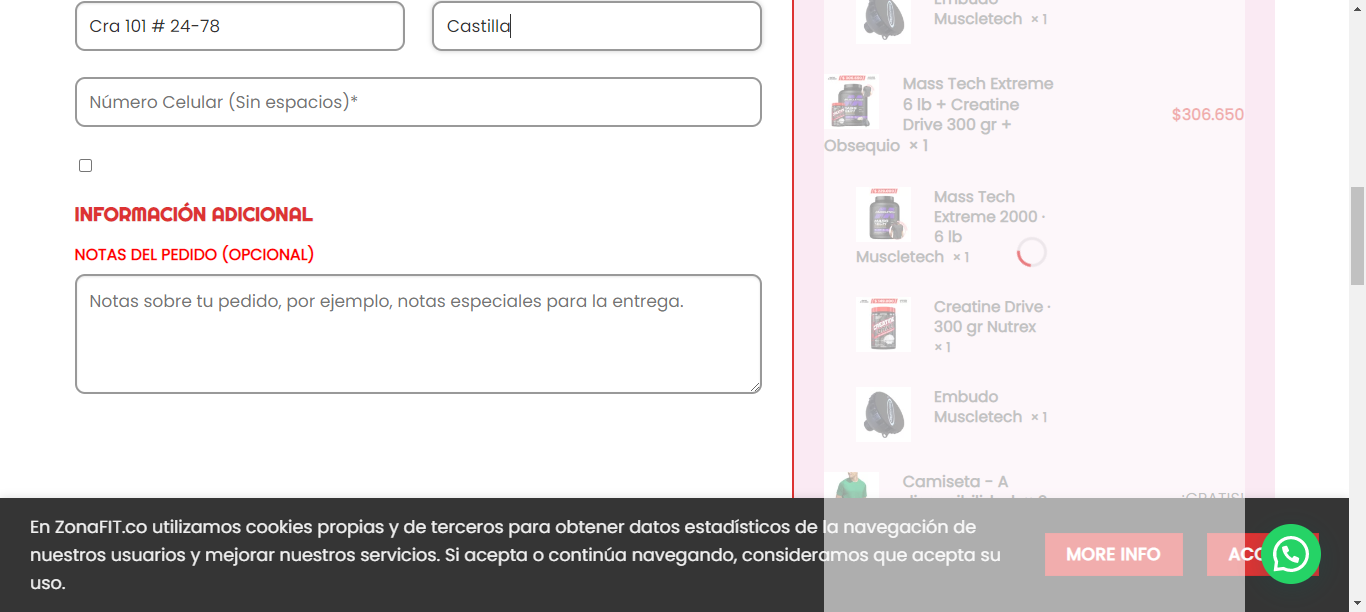 Cra 101 # 24-78
Castilla
Número Celular (Sin espacios)*
INFORMACIÓN ADICIONAL
NOTAS DEL PEDIDO (OPCIONAL)
Notas sobre tu pedido, por ejemplo, notas especiales para la entrega.
Embudo
Muscletech × 1
Mass Tech Extreme
6 lb + Creatine
Drive 300 gr +
Obsequio × 1
$306.650
Mass Tech
Extreme 2000 ·
6 lb
Muscletech × 1
Creatine Drive ·
300 gr Nutrex
× 1
Embudo
Muscletech × 1
Camiseta - A
¡GRATIS!
En ZonaFIT.co utilizamos cookies propias y de terceros para obtener datos estadísticos de la navegación de
nuestros usuarios y mejorar nuestros servicios. Si acepta o continúa navegando, consideramos que acepta su
uso.
MORE INFO